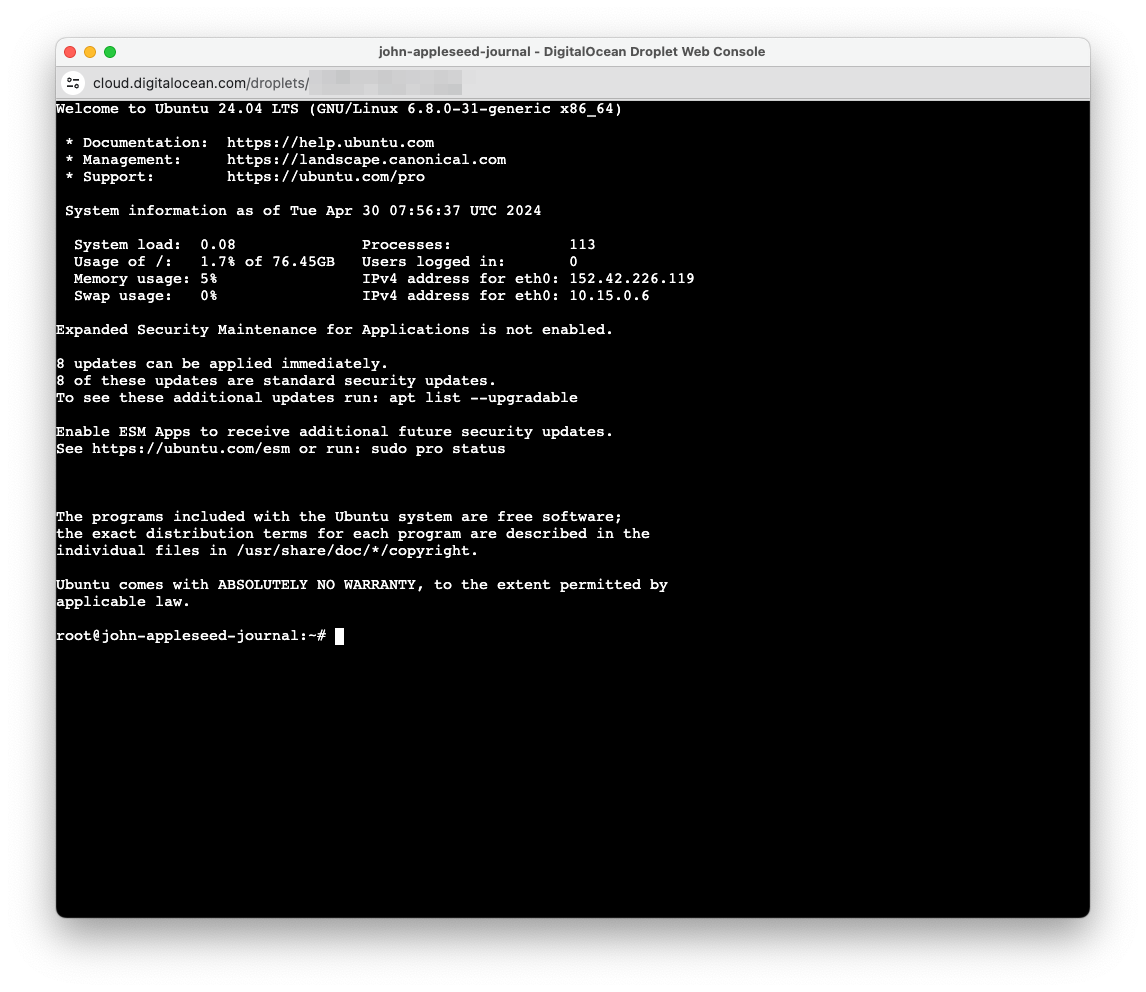 john-appleseed-journal - DigitalOcean Droplet Web Console
cloud.digitalocean.com/droplets/
Welcome to Ubuntu 24.04 LTS (GNU/Linux 6.8.0-31-generic x86_64)
* Documentation:  https://help.ubuntu.com
* Management:     https://landscape.canonical.com
* Support:        https://ubuntu.com/pro
System information as of Tue Apr 30 07:56:37 UTC 2024
System load:  0.08              Processes:             113
Usage of /:   1.7% of 76.45GB   Users logged in:       0
Memory usage: 5%                IPv4 address for eth0: 152.42.226.119
Swap usage:   0%                IPv4 address for eth0: 10.15.0.6
Expanded Security Maintenance for Applications is not enabled.
8 updates can be applied immediately.
8 of these updates are standard security updates.
To see these additional updates run: apt list --upgradable
Enable ESM Apps to receive additional future security updates.
See https://ubuntu.com/esm or run: sudo pro status
The programs included with the Ubuntu system are free software;
the exact distribution terms for each program are described in the
individual files in /usr/share/doc/*/copyright.
Ubuntu comes with ABSOLUTELY NO WARRANTY, to the extent permitted by
applicable law.
root@john-appleseed-journal:~#